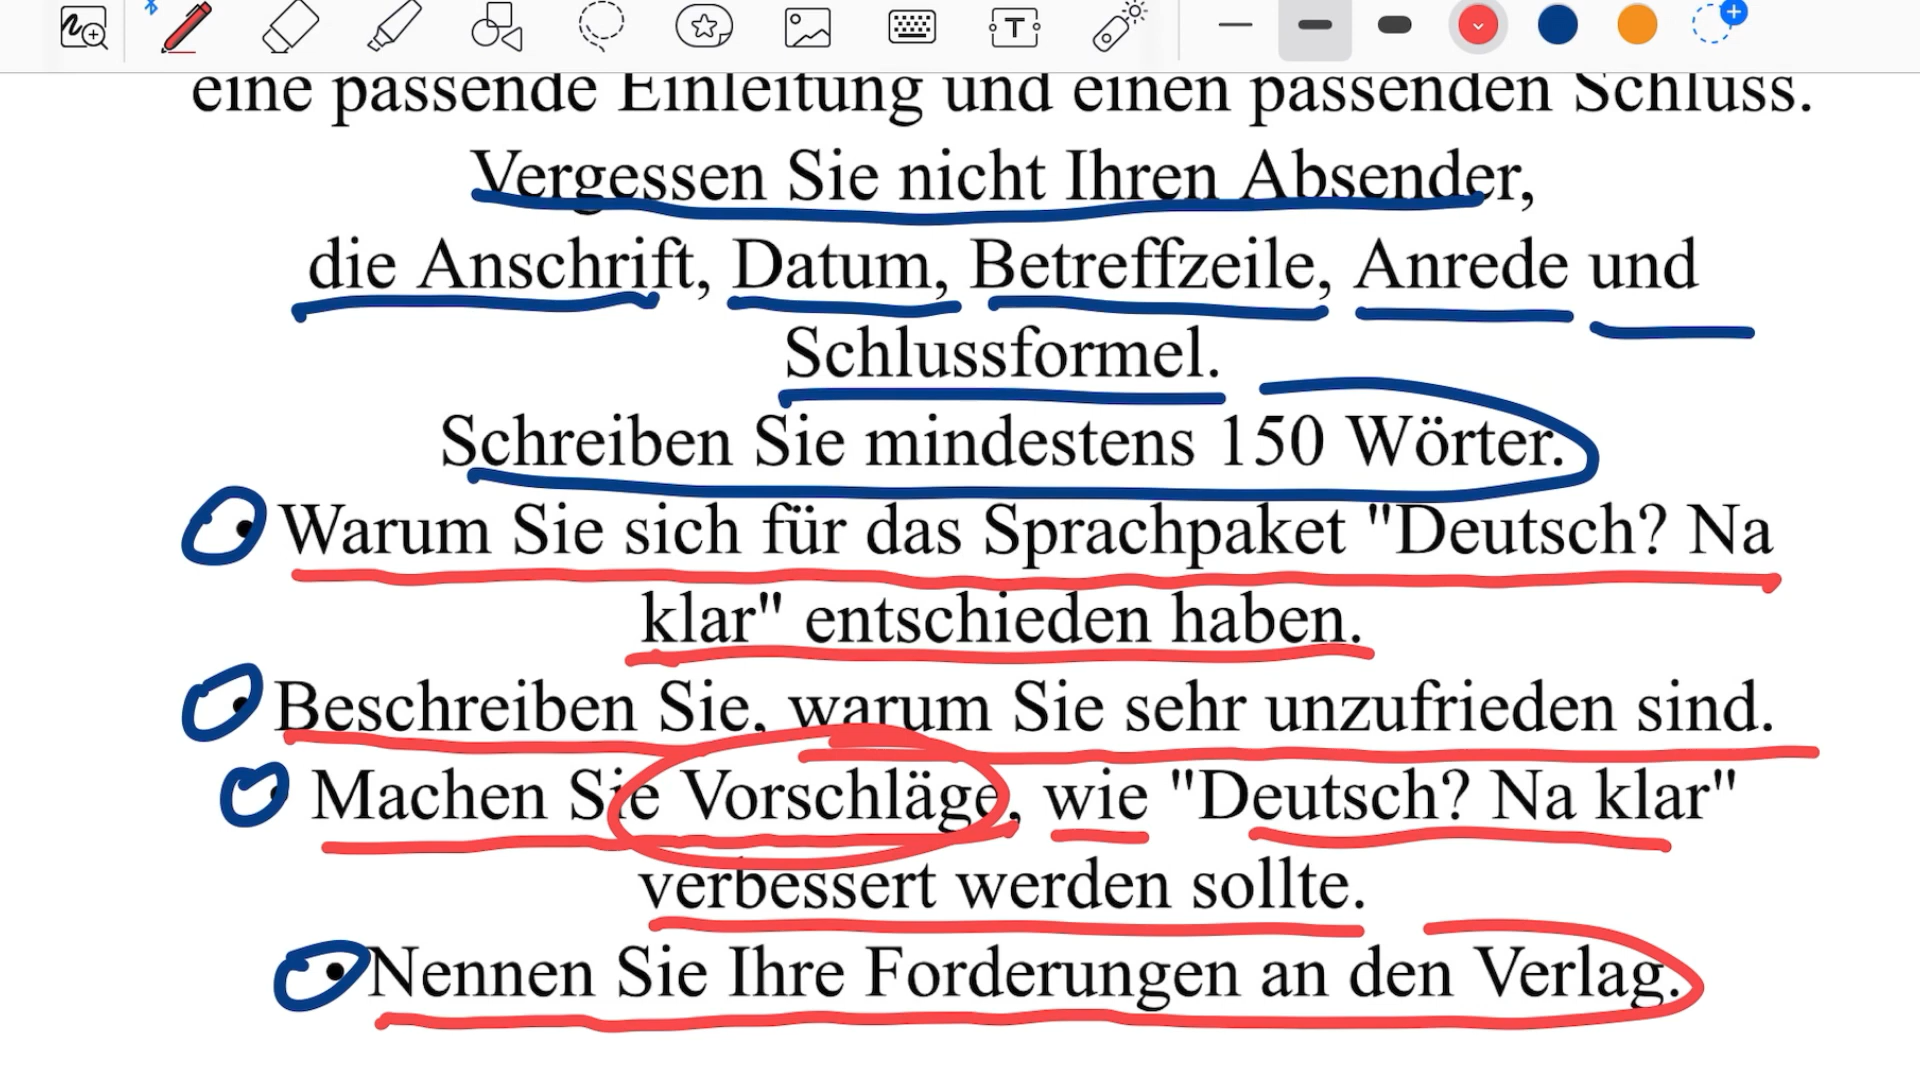 eine passende Einleitung und einen passenden Schluss.
Vergessen Sie nicht Ihren Absender,
die Anschrift, Datum, Betreffzeile, Anrede und
Schlussformel.
Schreiben Sie mindestens 150 Wörter.
• Warum Sie sich für das Sprachpaket "Deutsch? Na
klar" entschieden haben.
• Beschreiben Sie, warum Sie sehr unzufrieden sind.
• Machen Sie Vorschläge, wie "Deutsch? Na klar"
verbessert werden sollte.
• Nennen Sie Ihre Forderungen an den Verlag.